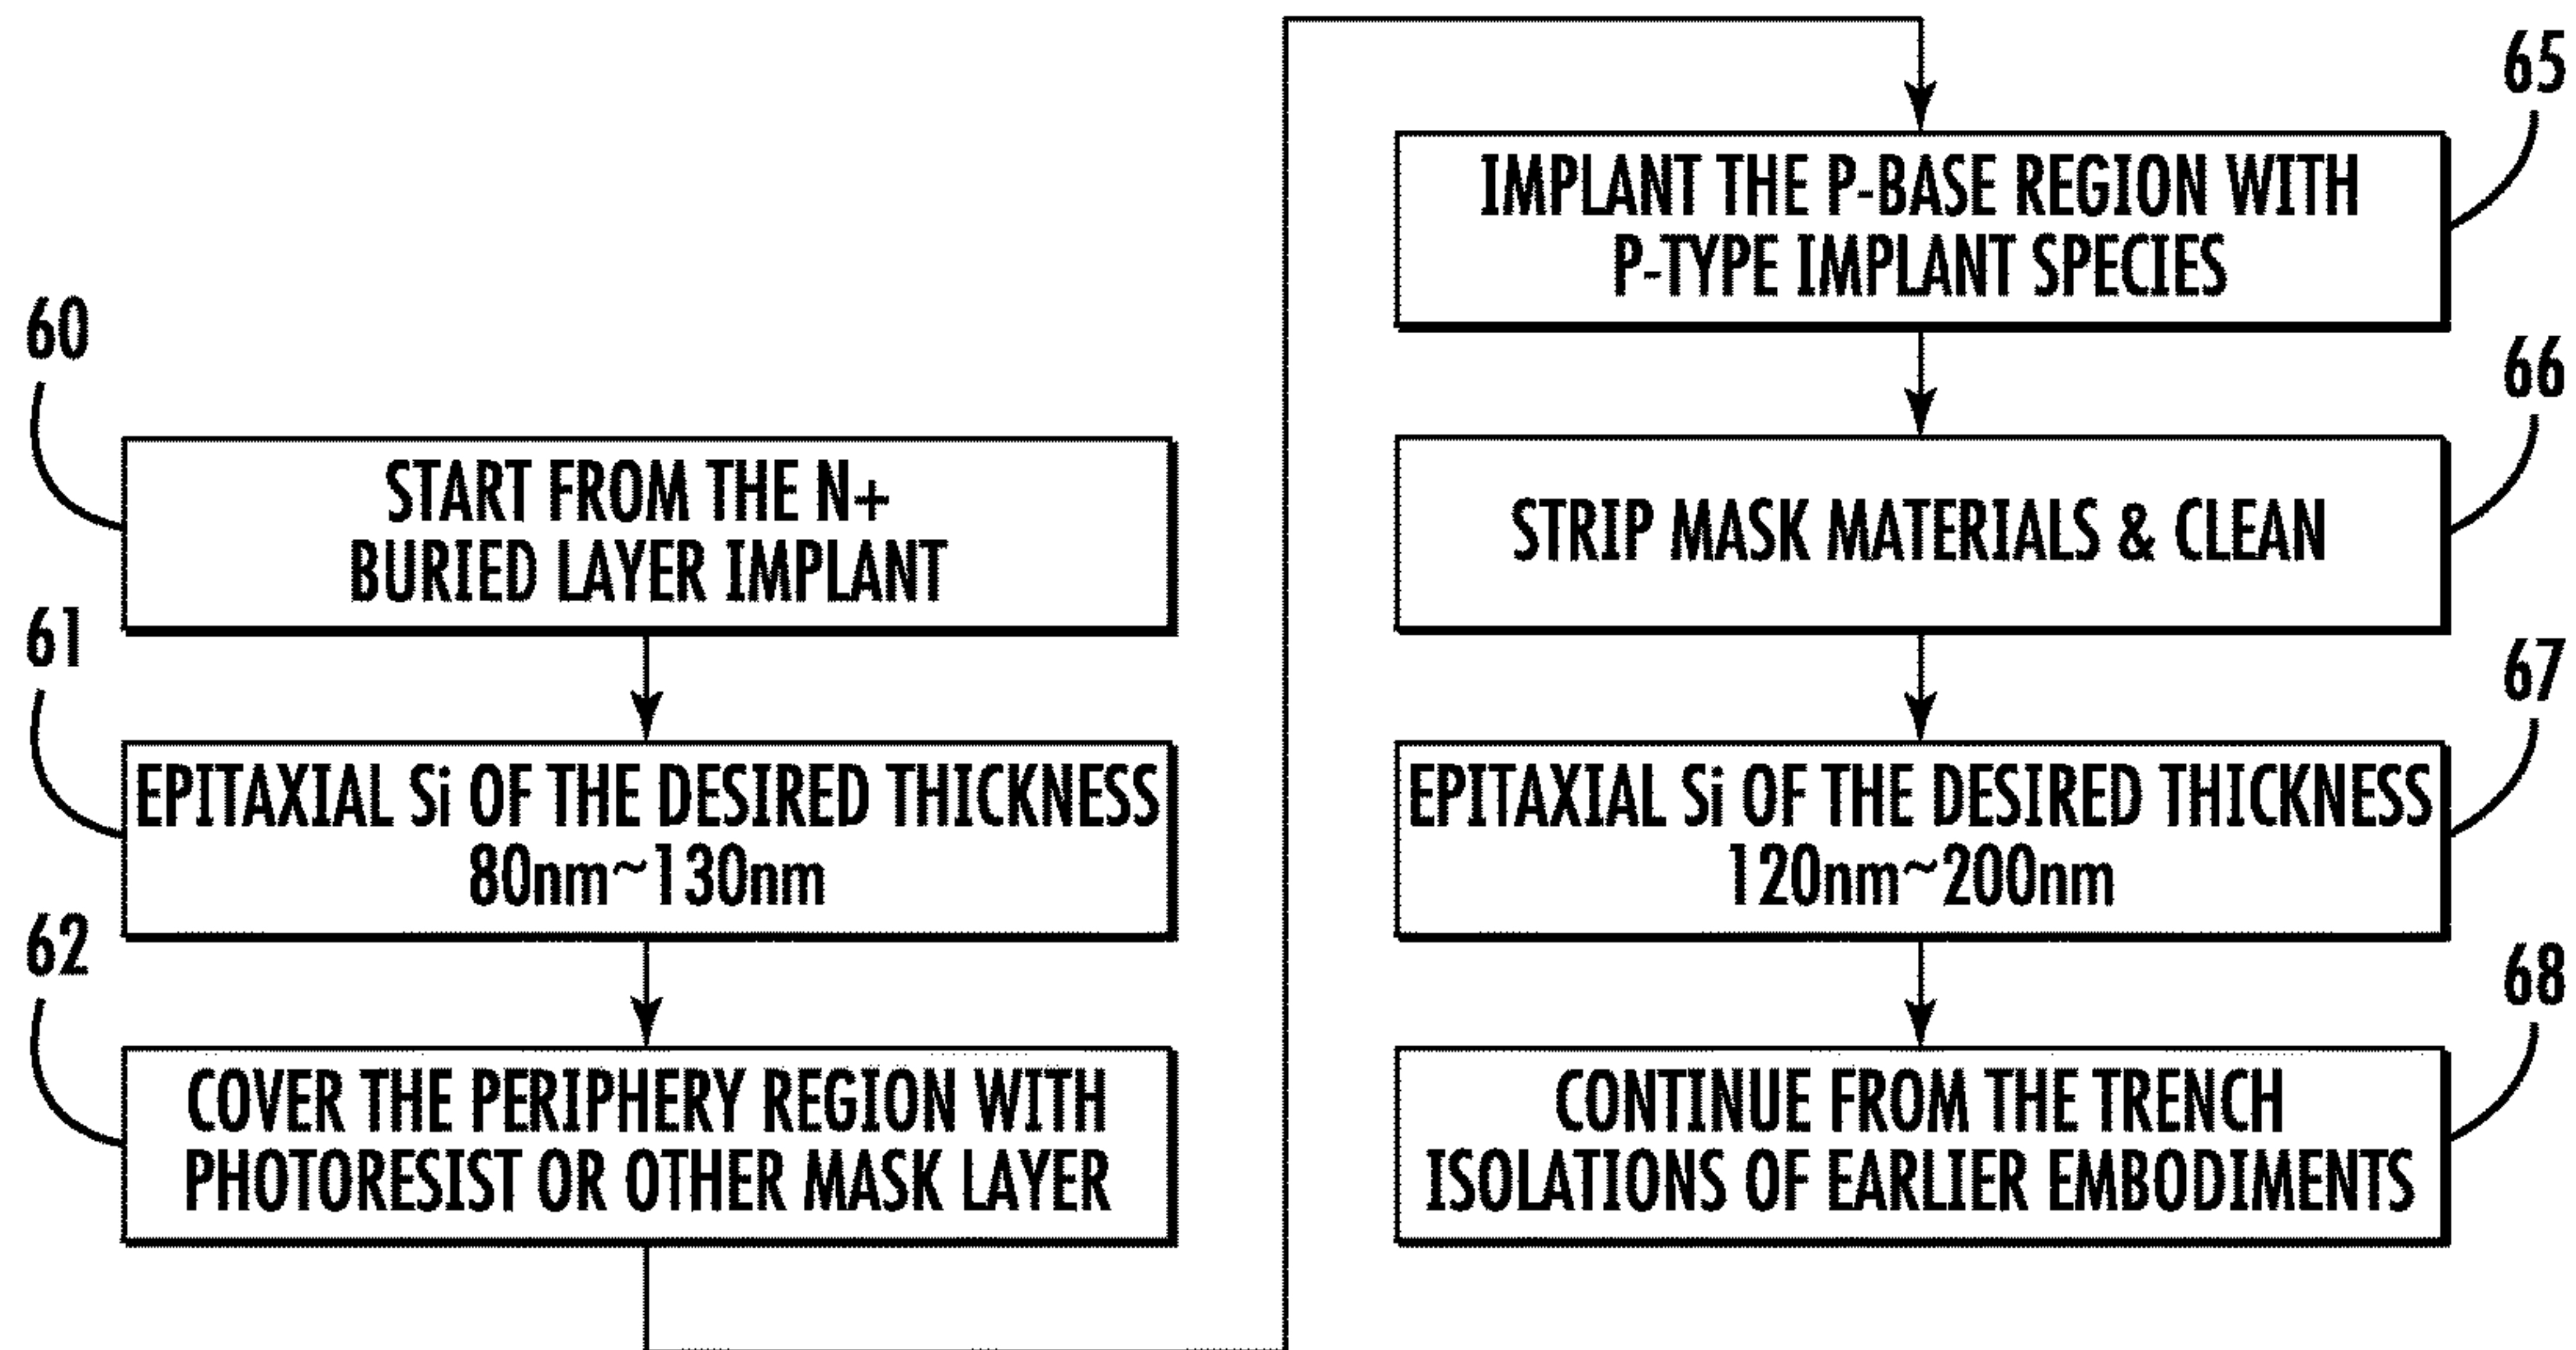 60
START FROM THE N+
BURIED LAYER IMPLANT
61
EPITAXIAL Si OF THE DESIRED THICKNESS
80nm~130nm
62
COVER THE PERIPHERY REGION WITH
PHOTORESIST OR OTHER MASK LAYER
65
IMPLANT THE P-BASE REGION WITH
P-TYPE IMPLANT SPECIES
66
STRIP MASK MATERIALS & CLEAN
67
EPITAXIAL Si OF THE DESIRED THICKNESS
120nm~200nm
68
CONTINUE FROM THE TRENCH
ISOLATIONS OF EARLIER EMBODIMENTS